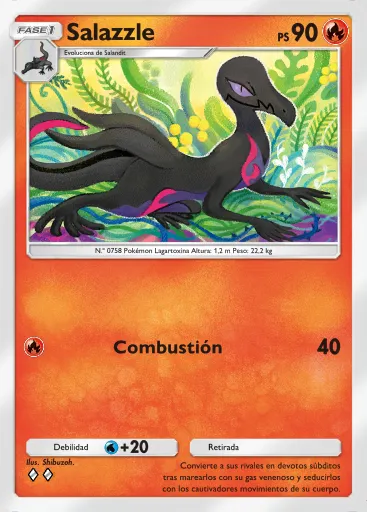 FASE 1
Salazzle
PS 90
Evoluciona de Salandit.
N.º 0758 Pokémon Lagartoxina Altura: 1,2 m Peso: 22,2 kg
Combustión 40
Debilidad +20 Retirada
Ilus. Shibuzoh.
Convierte a sus rivales en devotos súbditos
tras marearlos con su gas venenoso y seducirlos
con los cautivadores movimientos de su cuerpo.